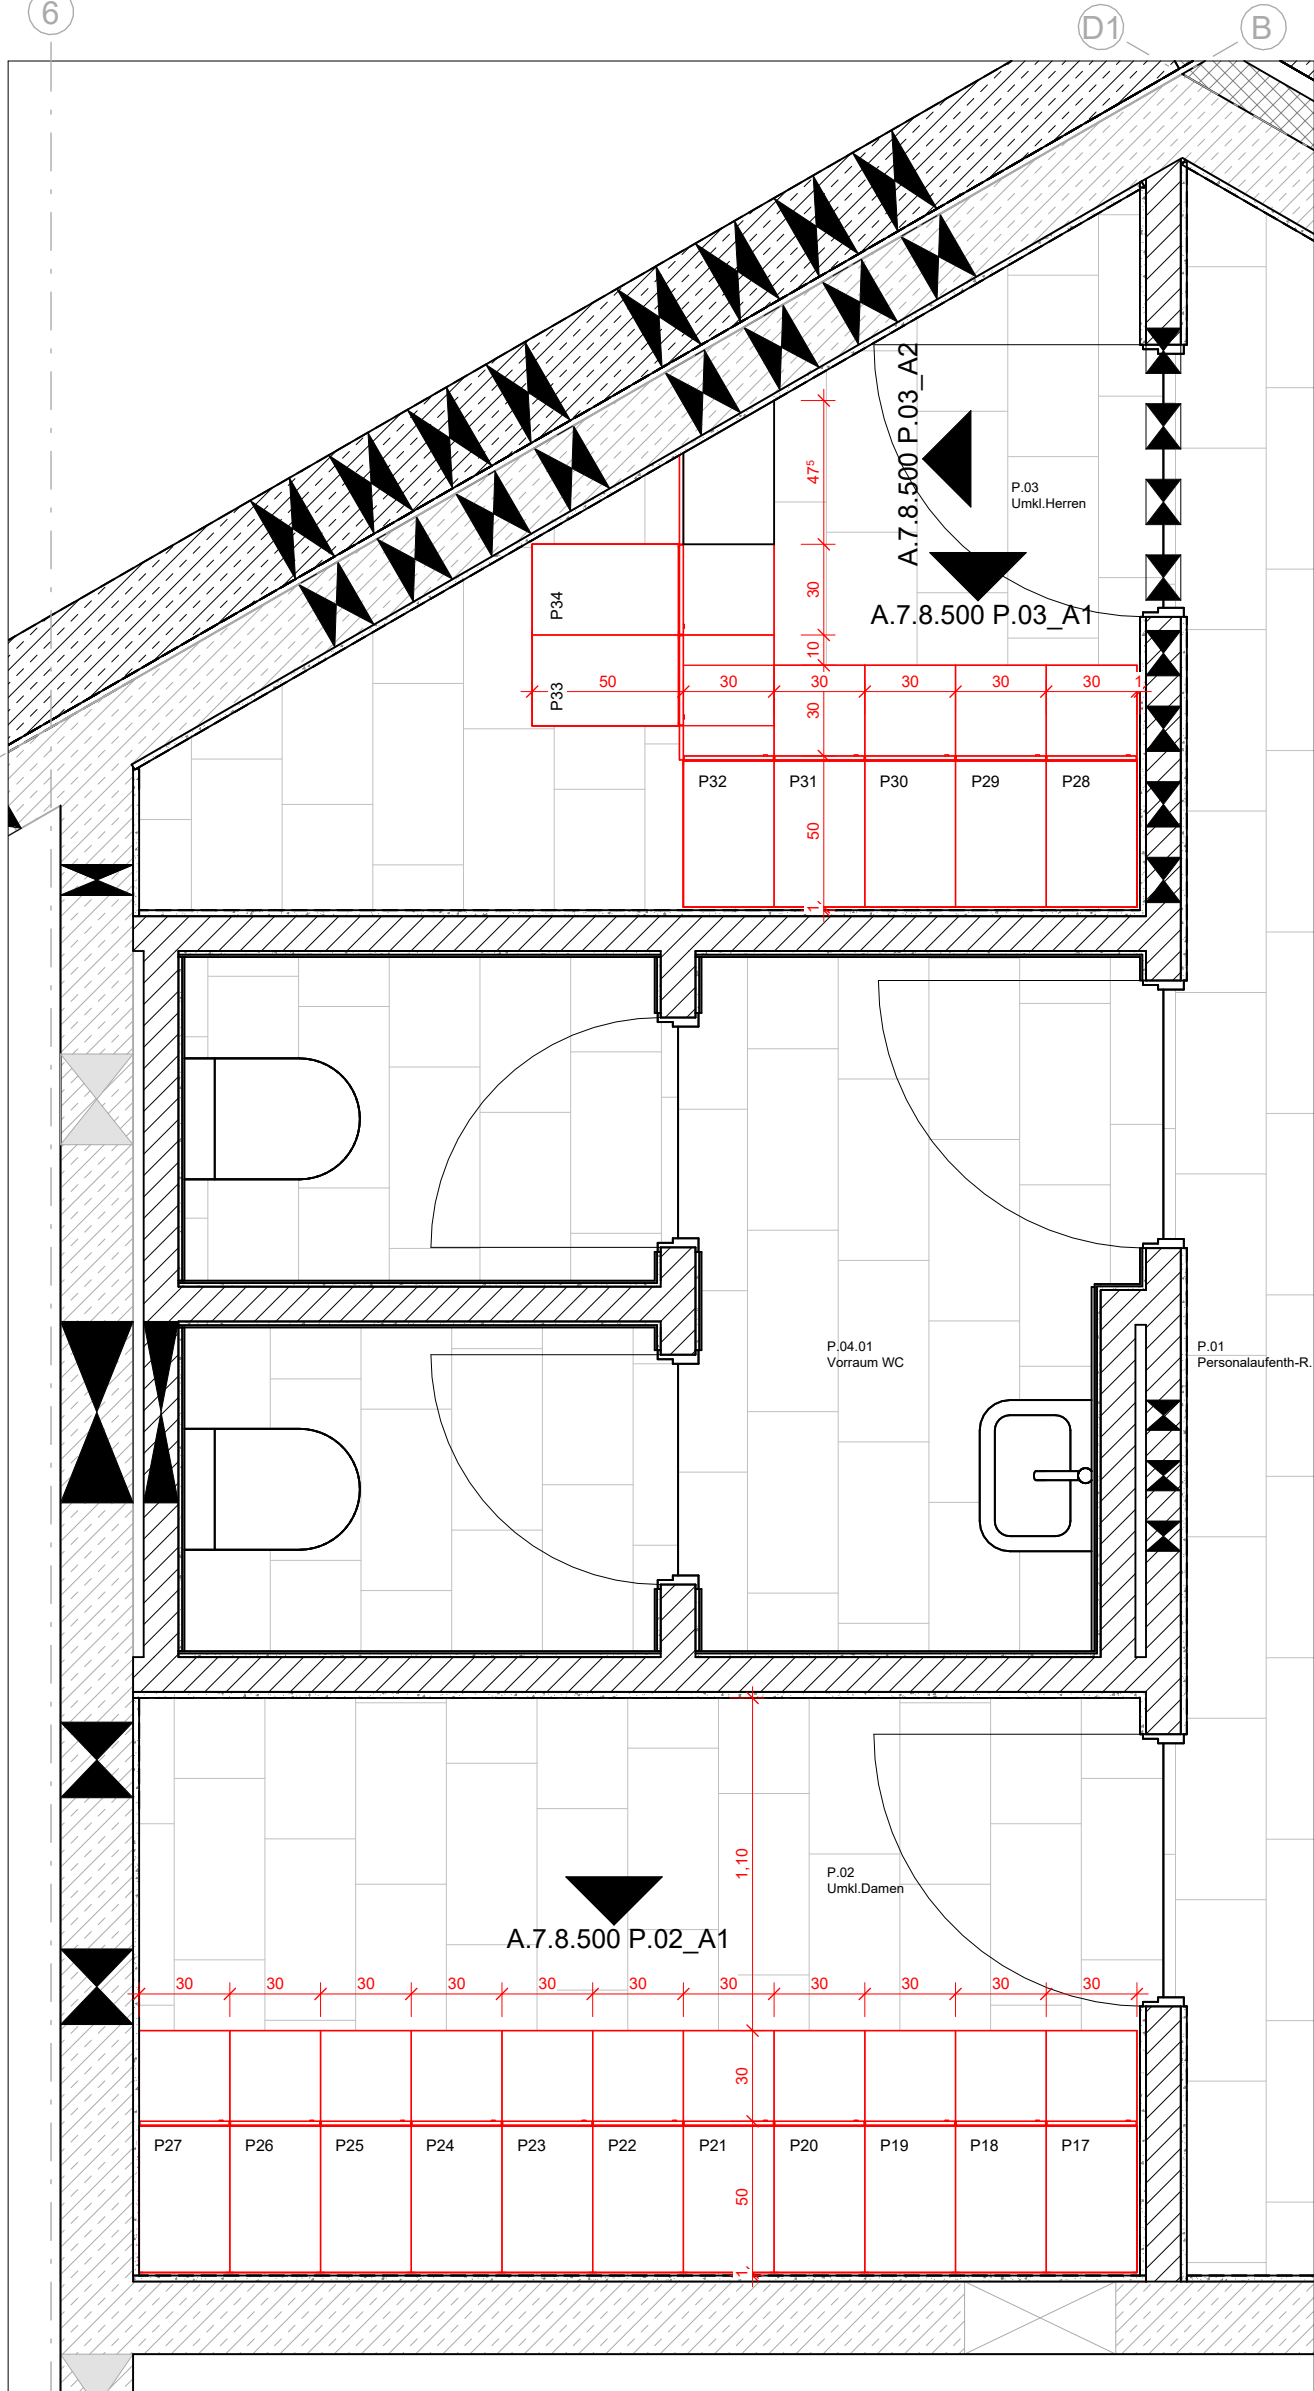 6
D1
B
A.7.8.500 P.03_A2
47⁵
P.03
Umkl.Herren
P34
30
A.7.8.500 P.03_A1
10
P33
50
30
30
30
30
30
1,
30
P32
P31
P30
P29
P28
50
1,
P.04.01
Vorraum WC
P.01
Personalaufenth-R.
1,10
P.02
Umkl.Damen
A.7.8.500 P.02_A1
30
30
30
30
30
30
30
30
30
30
30
30
P27
P26
P25
P24
P23
P22
P21
P20
P19
P18
P17
50
1,